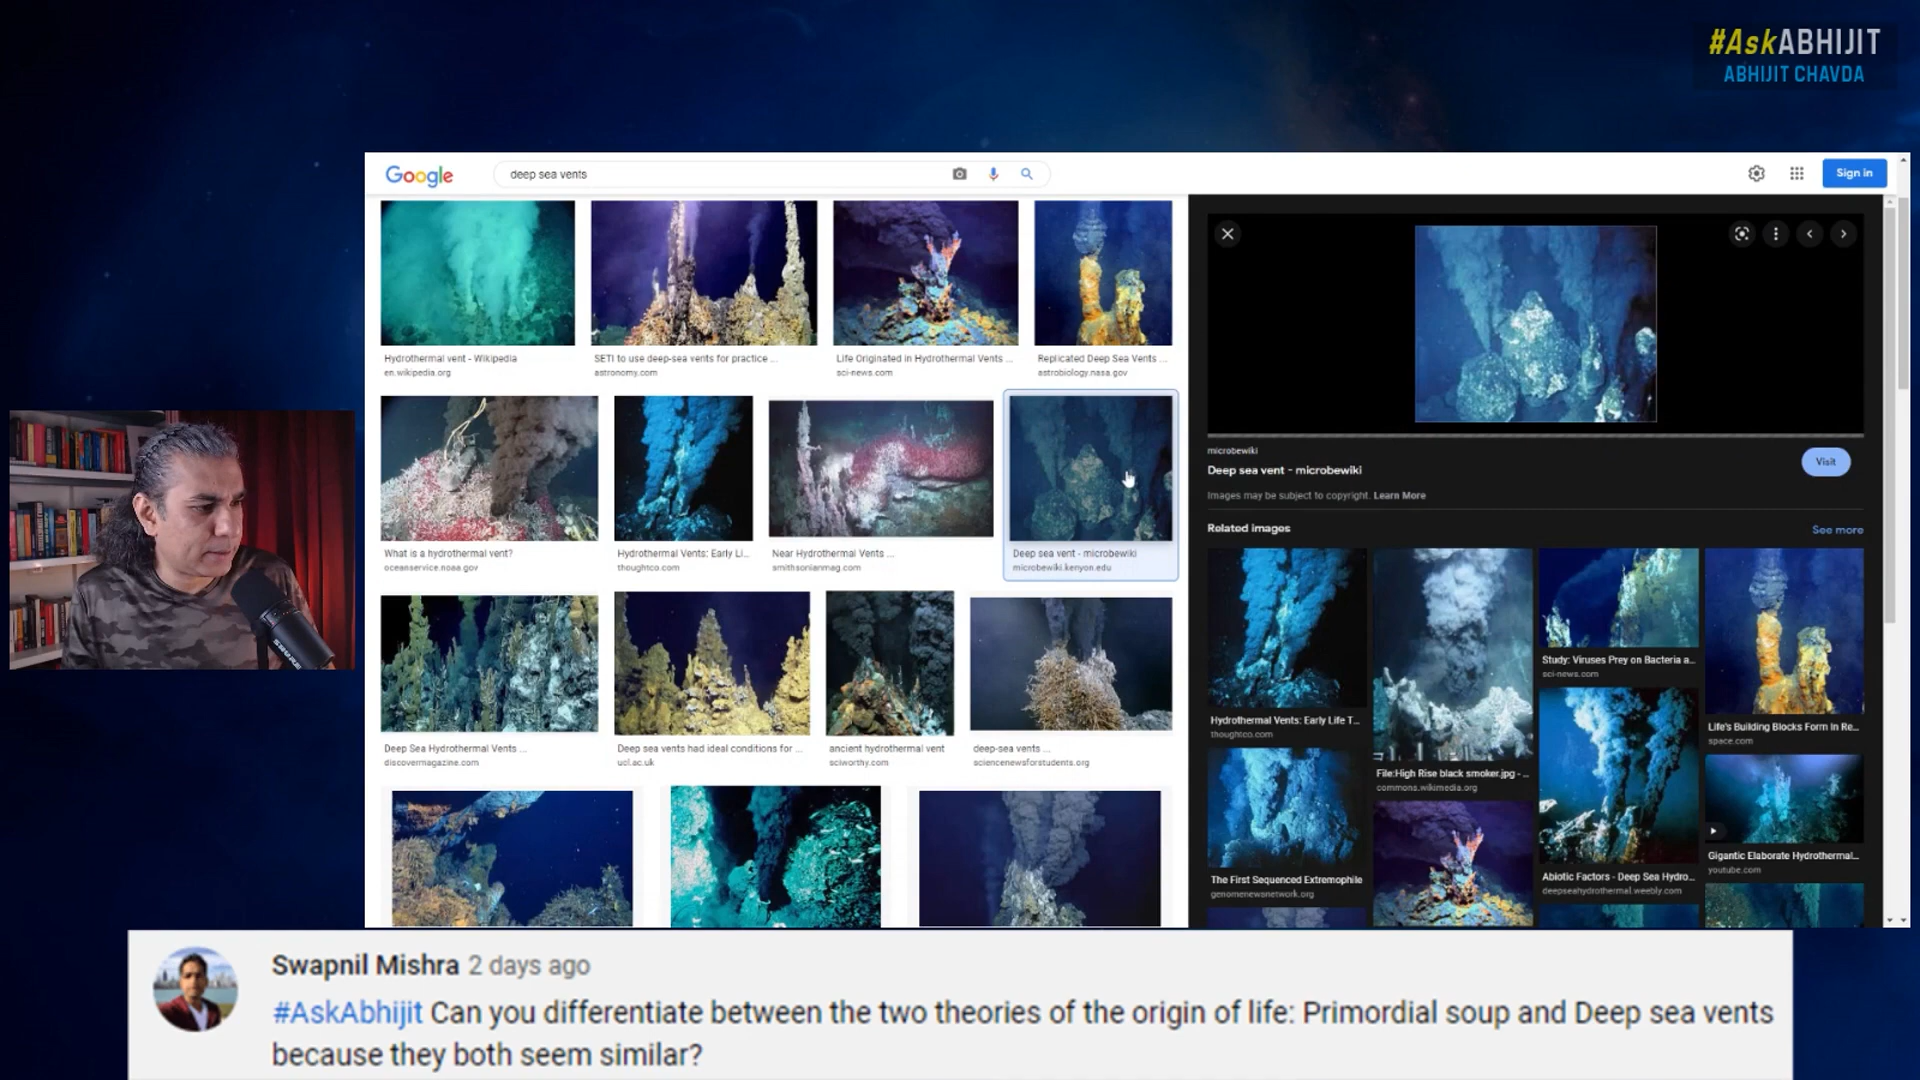 #AskABHIJIT
ABHIJIT CHAVDA
Google
deep sea vents
Sign in
Hydrothermal vent - Wikipedia
en.wikipedia.org
SETI to use deep-sea vents for practice ...
astronomy.com
Life Originated in Hydrothermal Vents ...
sci-news.com
Replicated Deep Sea Vents ...
astrobiology.nasa.gov
What is a hydrothermal vent?
oceanservice.noaa.gov
Hydrothermal Vents: Early Li...
thoughtco.com
Near Hydrothermal Vents ...
smithsonianmag.com
Deep sea vent - microbewiki
microbewiki.kenyon.edu
Deep Sea Hydrothermal Vents ...
discovermagazine.com
Deep sea vents had ideal conditions for ...
ucl.ac.uk
ancient hydrothermal vent
sciworthy.com
deep-sea vents ...
sciencenewsforstudents.org
microbewiki
Deep sea vent - microbewiki
Visit
Images may be subject to copyright. Learn More
Related images
See more
Hydrothermal Vents: Early Life T...
thoughtco.com
The First Sequenced Extremophile
genomenewsnetwork.org
File:High Rise black smoker.jpg - ...
commons.wikimedia.org
Study: Viruses Prey on Bacteria a...
sci-news.com
Abiotic Factors - Deep Sea Hydro...
deepseahydrothermal.weebly.com
Life's Building Blocks Form In Re...
space.com
Gigantic Elaborate Hydrothermal...
youtube.com
SHURE
Swapnil Mishra 2 days ago
#AskAbhijit Can you differentiate between the two theories of the origin of life: Primordial soup and Deep sea vents
because they both seem similar?